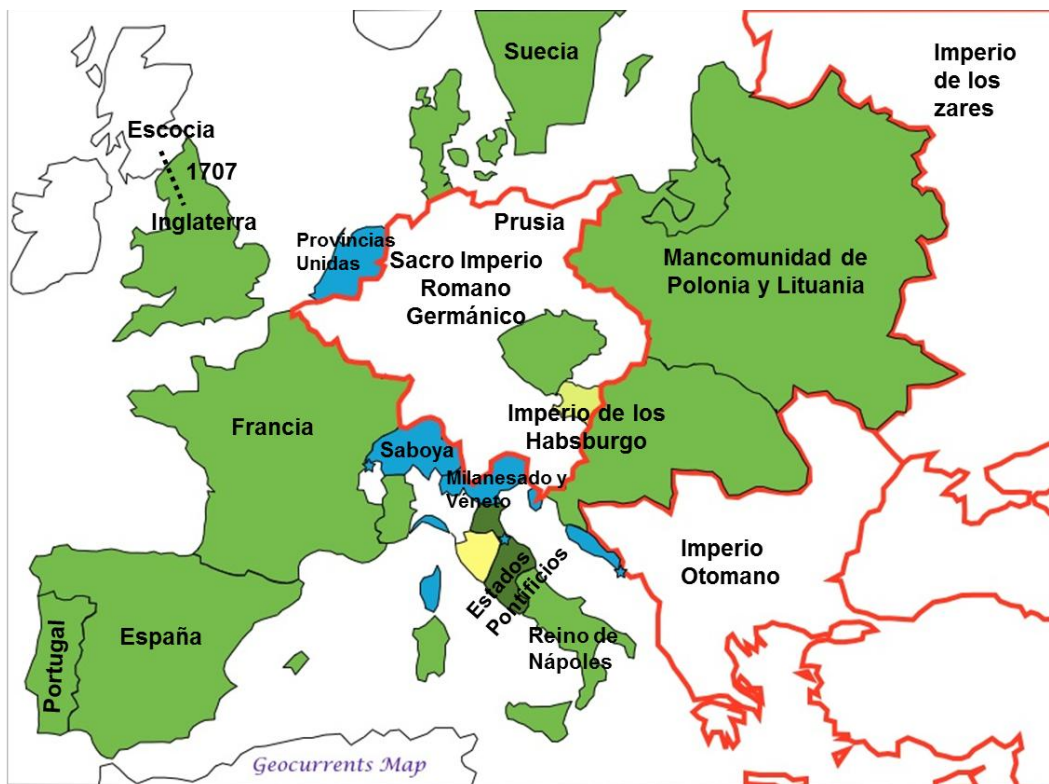 Suecia
Imperio
de los
zares
Escocia
1707
Inglaterra
Provincias
Unidas
Prusia
Sacro Imperio
Romano
Germánico
Mancomunidad de
Polonia y Lituania
Francia
Imperio de los
Habsburgo
Saboya
Milanesado y
Véneto
Imperio
Otomano
Estados
Pontificios
Portugal
España
Reino de
Nápoles
Geocurrents Map